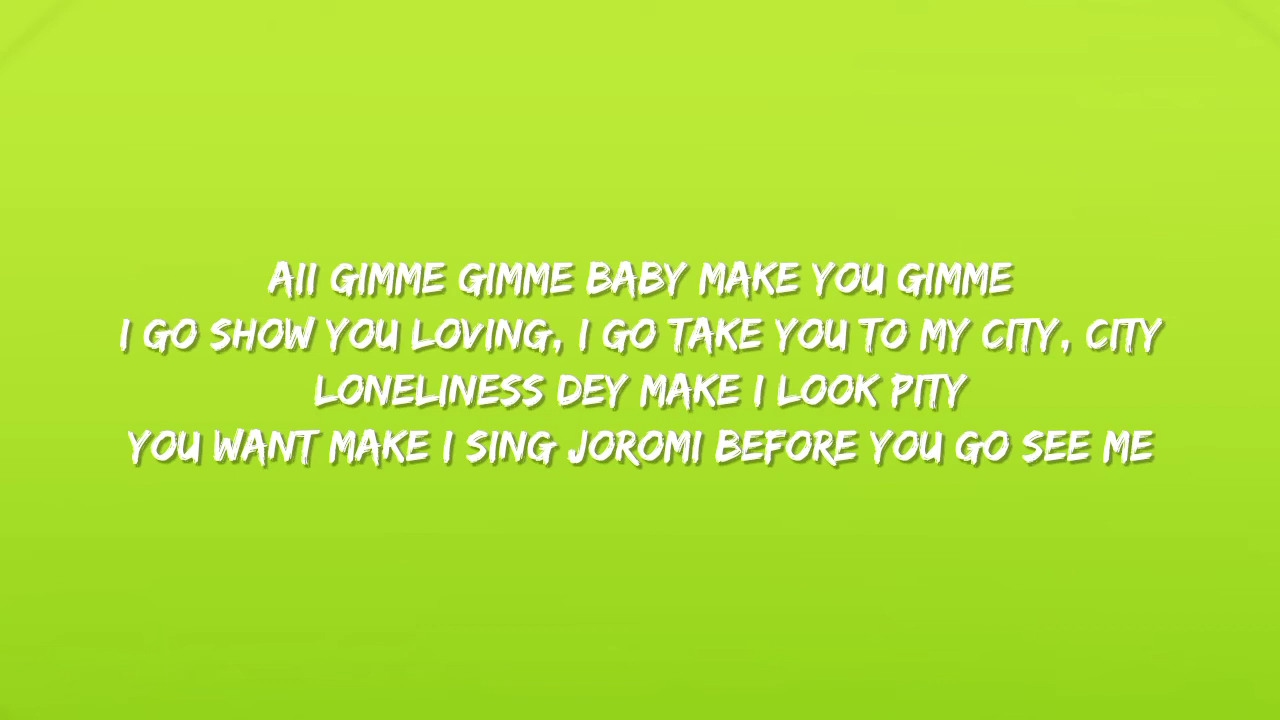 AII GIMME GIMME BABY MAKE YOU GIMME
I GO SHOW YOU LOVING, I GO TAKE YOU TO MY CITY, CITY
LONELINESS DEY MAKE I LOOK PITY
YOU WANT MAKE I SING JOROMI BEFORE YOU GO SEE ME